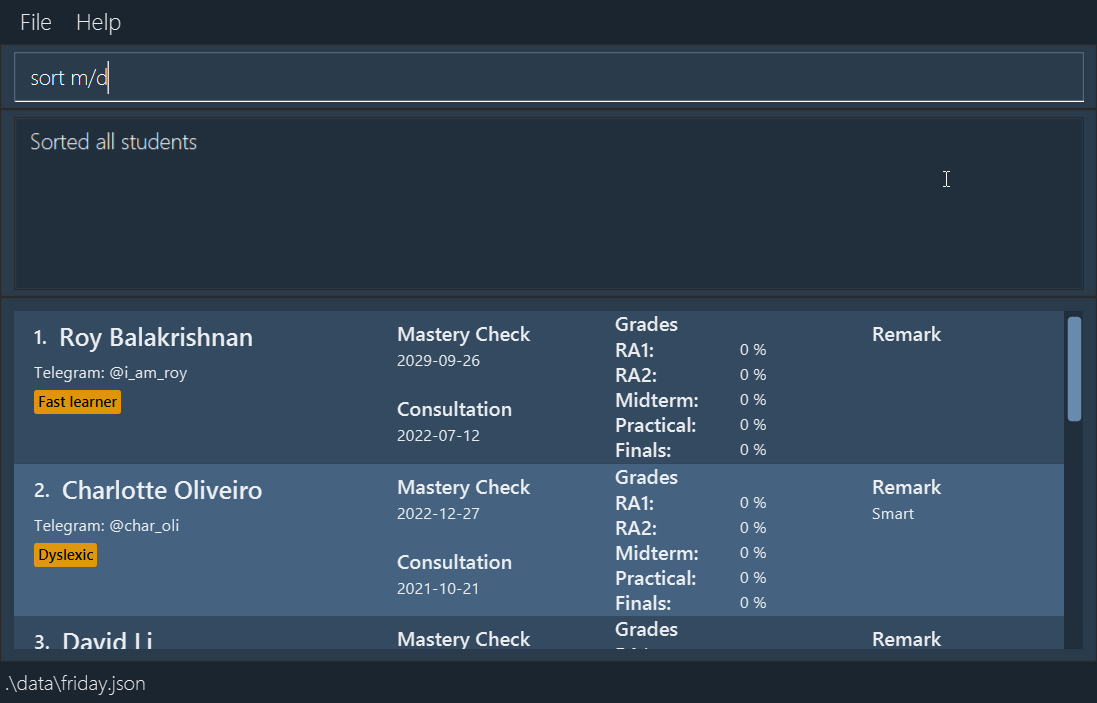 File Help
sort m/d
Sorted all students
1. Roy Balakrishnan
Telegram: @i_am_roy
Fast learner
Mastery Check
2029-09-26
Consultation
2022-07-12
Grades
RA1: 0 %
RA2: 0 %
Midterm: 0 %
Practical: 0 %
Finals: 0 %
Remark
2. Charlotte Oliveiro
Telegram: @char_oli
Dyslexic
Mastery Check
2022-12-27
Consultation
2021-10-21
Grades
RA1: 0 %
RA2: 0 %
Midterm: 0 %
Practical: 0 %
Finals: 0 %
Remark
Smart
3. David Li
Mastery Check
Grades
Remark
.\data\friday.json